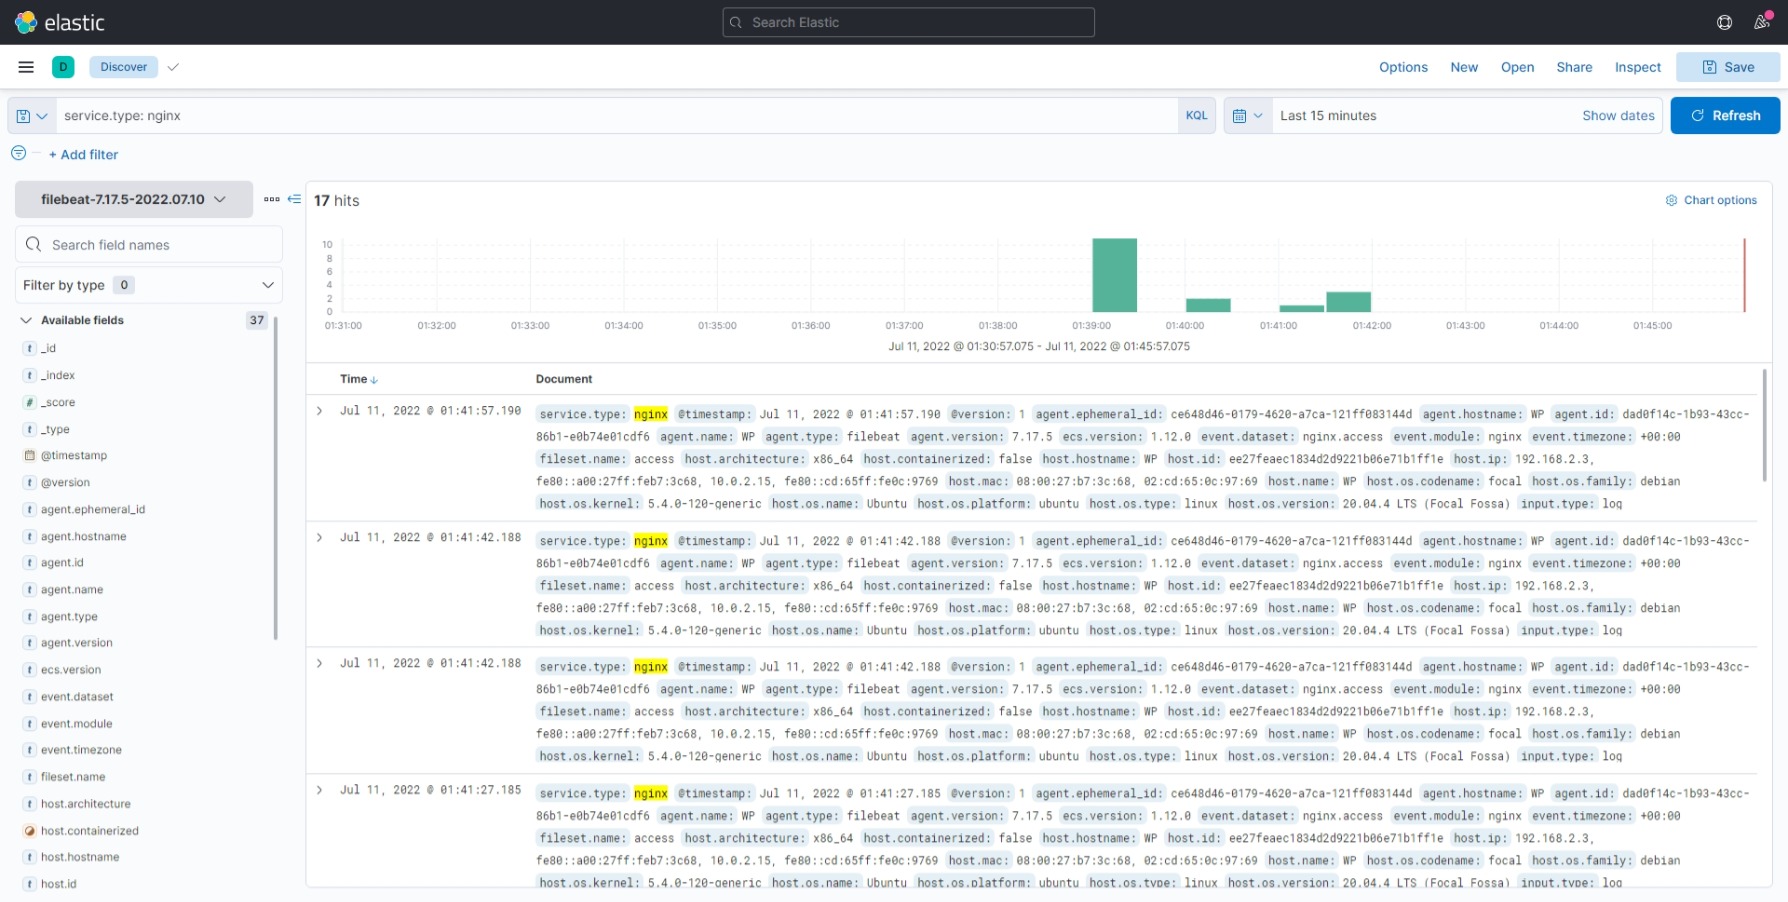 elastic
Search Elastic
D
Discover
Options
New
Open
Share
Inspect
Save
service.type: nginx
KQL
Last 15 minutes
Show dates
Refresh
+ Add filter
filebeat-7.17.5-2022.07.10
Search field names
Filter by type 0
Available fields 37
t _id
t _index
# _score
t _type
@timestamp
t @version
t agent.ephemeral_id
t agent.hostname
t agent.id
t agent.name
t agent.type
t agent.version
t ecs.version
t event.dataset
t event.module
t event.timezone
t fileset.name
t host.architecture
host.containerized
t host.hostname
t host.id
17 hits
Chart options
10
8
6
4
2
0
01:31:00 01:32:00 01:33:00 01:34:00 01:35:00 01:36:00 01:37:00 01:38:00 01:39:00 01:40:00 01:41:00 01:42:00 01:43:00 01:44:00 01:45:00
Jul 11, 2022 @ 01:30:57.075 - Jul 11, 2022 @ 01:45:57.075
Time Document
Jul 11, 2022 @ 01:41:57.190 service.type: nginx @timestamp: Jul 11, 2022 @ 01:41:57.190 @version: 1 agent.ephemeral_id: ce648d46-0179-4620-a7ca-121ff083144d agent.hostname: WP agent.id: dad0f14c-1b93-43cc-
86b1-e0b74e01cdf6 agent.name: WP agent.type: filebeat agent.version: 7.17.5 ecs.version: 1.12.0 event.dataset: nginx.access event.module: nginx event.timezone: +00:00
fileset.name: access host.architecture: x86_64 host.containerized: false host.hostname: WP host.id: ee27feaec1834d2d9221b06e71b1ff1e host.ip: 192.168.2.3,
fe80::a00:27ff:feb7:3c68, 10.0.2.15, fe80::cd:65ff:fe0c:9769 host.mac: 08:00:27:b7:3c:68, 02:cd:65:0c:97:69 host.name: WP host.os.codename: focal host.os.family: debian
host.os.kernel: 5.4.0-120-generic host.os.name: Ubuntu host.os.platform: ubuntu host.os.type: linux host.os.version: 20.04.4 LTS (Focal Fossa) input.type: log
Jul 11, 2022 @ 01:41:42.188 service.type: nginx @timestamp: Jul 11, 2022 @ 01:41:42.188 @version: 1 agent.ephemeral_id: ce648d46-0179-4620-a7ca-121ff083144d agent.hostname: WP agent.id: dad0f14c-1b93-43cc-
86b1-e0b74e01cdf6 agent.name: WP agent.type: filebeat agent.version: 7.17.5 ecs.version: 1.12.0 event.dataset: nginx.access event.module: nginx event.timezone: +00:00
fileset.name: access host.architecture: x86_64 host.containerized: false host.hostname: WP host.id: ee27feaec1834d2d9221b06e71b1ff1e host.ip: 192.168.2.3,
fe80::a00:27ff:feb7:3c68, 10.0.2.15, fe80::cd:65ff:fe0c:9769 host.mac: 08:00:27:b7:3c:68, 02:cd:65:0c:97:69 host.name: WP host.os.codename: focal host.os.family: debian
host.os.kernel: 5.4.0-120-generic host.os.name: Ubuntu host.os.platform: ubuntu host.os.type: linux host.os.version: 20.04.4 LTS (Focal Fossa) input.type: log
Jul 11, 2022 @ 01:41:42.188 service.type: nginx @timestamp: Jul 11, 2022 @ 01:41:42.188 @version: 1 agent.ephemeral_id: ce648d46-0179-4620-a7ca-121ff083144d agent.hostname: WP agent.id: dad0f14c-1b93-43cc-
86b1-e0b74e01cdf6 agent.name: WP agent.type: filebeat agent.version: 7.17.5 ecs.version: 1.12.0 event.dataset: nginx.access event.module: nginx event.timezone: +00:00
fileset.name: access host.architecture: x86_64 host.containerized: false host.hostname: WP host.id: ee27feaec1834d2d9221b06e71b1ff1e host.ip: 192.168.2.3,
fe80::a00:27ff:feb7:3c68, 10.0.2.15, fe80::cd:65ff:fe0c:9769 host.mac: 08:00:27:b7:3c:68, 02:cd:65:0c:97:69 host.name: WP host.os.codename: focal host.os.family: debian
host.os.kernel: 5.4.0-120-generic host.os.name: Ubuntu host.os.platform: ubuntu host.os.type: linux host.os.version: 20.04.4 LTS (Focal Fossa) input.type: log
Jul 11, 2022 @ 01:41:27.185 service.type: nginx @timestamp: Jul 11, 2022 @ 01:41:27.185 @version: 1 agent.ephemeral_id: ce648d46-0179-4620-a7ca-121ff083144d agent.hostname: WP agent.id: dad0f14c-1b93-43cc-
86b1-e0b74e01cdf6 agent.name: WP agent.type: filebeat agent.version: 7.17.5 ecs.version: 1.12.0 event.dataset: nginx.access event.module: nginx event.timezone: +00:00
fileset.name: access host.architecture: x86_64 host.containerized: false host.hostname: WP host.id: ee27feaec1834d2d9221b06e71b1ff1e host.ip: 192.168.2.3,
fe80::a00:27ff:feb7:3c68, 10.0.2.15, fe80::cd:65ff:fe0c:9769 host.mac: 08:00:27:b7:3c:68, 02:cd:65:0c:97:69 host.name: WP host.os.codename: focal host.os.family: debian
host.os.kernel: 5.4.0-120-generic host.os.name: Ubuntu host.os.platform: ubuntu host.os.type: linux host.os.version: 20.04.4 LTS (Focal Fossa) input.type: log